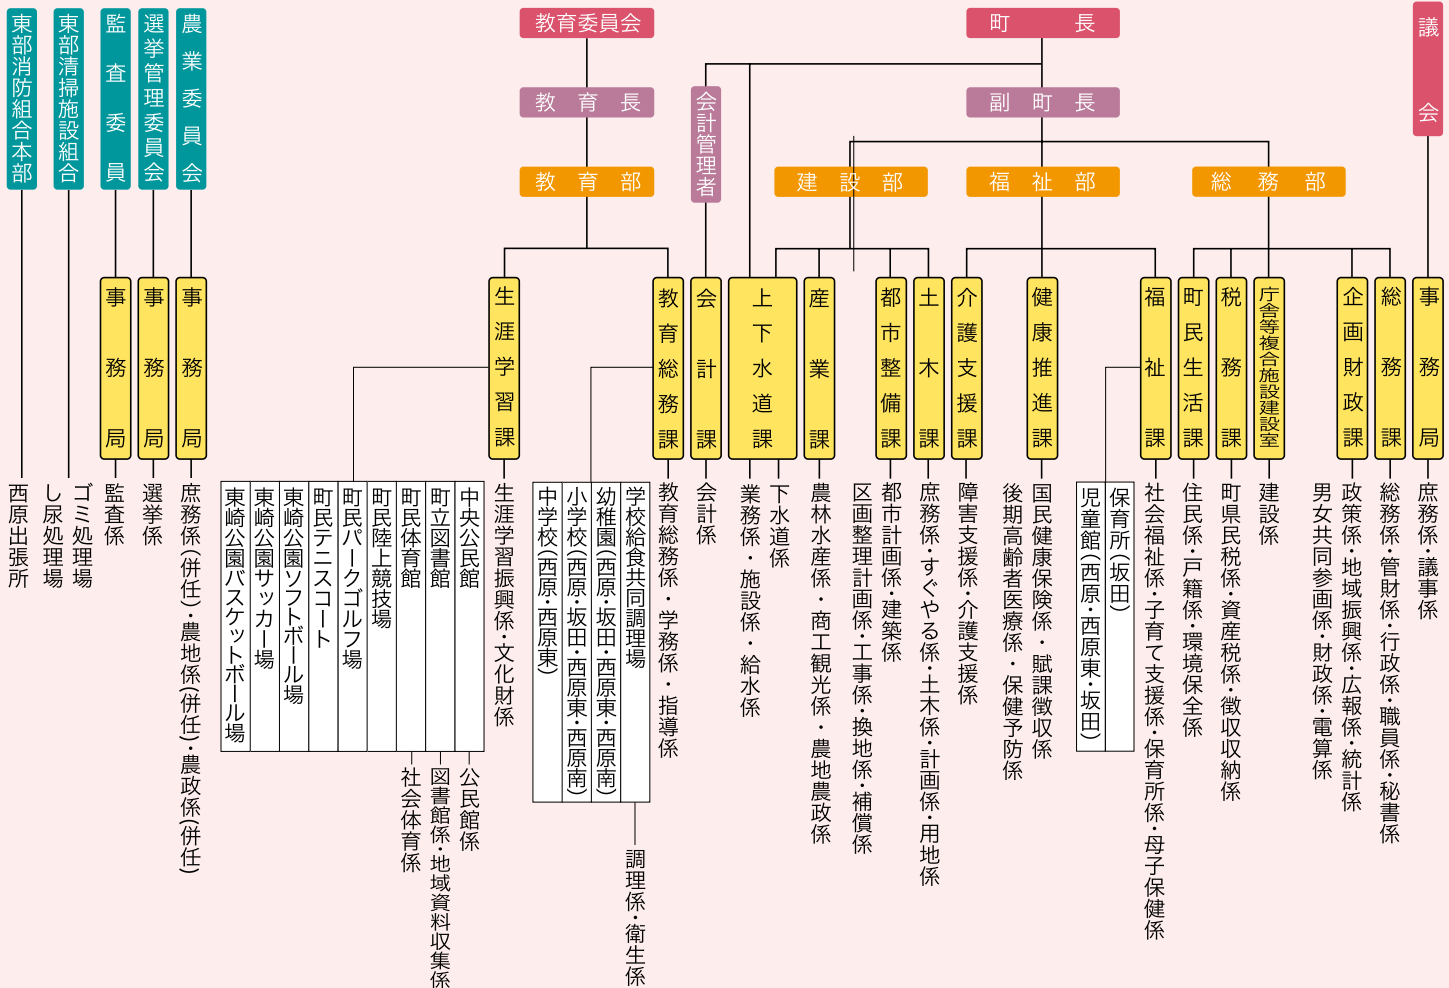 議会
町長
教育委員会
農業委員会
選挙管理委員会
監査委員
東部清掃施設組合
東部消防組合本部
副町長
会計管理者
教育長
総務部
福祉部
建設部
教育部
事務局
総務課
企画財政課
庁舎等複合施設建設室
税務課
町民生活課
福祉課
健康推進課
介護支援課
土木課
都市整備課
産業課
上下水道課
会計課
教育総務課
生涯学習課
事務局
事務局
事務局
庶務係・議事係
総務係・管財係・行政係・職員係・秘書係
政策係・地域振興係・広報係・統計係
男女共同参画係・財政係・電算係
建設係
町県民税係・資産税係・徴収収納係
住民係・戸籍係・環境保全係
社会福祉係・子育て支援係・保育所係・母子保健係
保育所(坂田)
児童館(西原・西原東・坂田)
国民健康保険係・賦課徴収係
後期高齢者医療係・保健予防係
障害支援係・介護支援係
庶務係・すぐやる係・土木係・計画係・用地係
都市計画係・建築係
区画整理計画係・工事係・換地係・補償係
農林水産係・商工観光係・農地農政係
下水道係
業務係・施設係・給水係
会計係
教育総務係・学務係・指導係
学校給食共同調理場
幼稚園(西原・坂田・西原東・西原南)
小学校(西原・坂田・西原東・西原南)
中学校(西原・西原東)
調理係・衛生係
生涯学習振興係・文化財係
中央公民館
町立図書館
町民体育館
町民陸上競技場
町民パークゴルフ場
町民テニスコート
東崎公園ソフトボール場
東崎公園サッカー場
東崎公園バスケットボール場
公民館係
図書館係・地域資料収集係
社会体育係
庶務係(併任)・農地係(併任)・農政係(併任)
選挙係
監査係
ゴミ処理場
し尿処理場
西原出張所